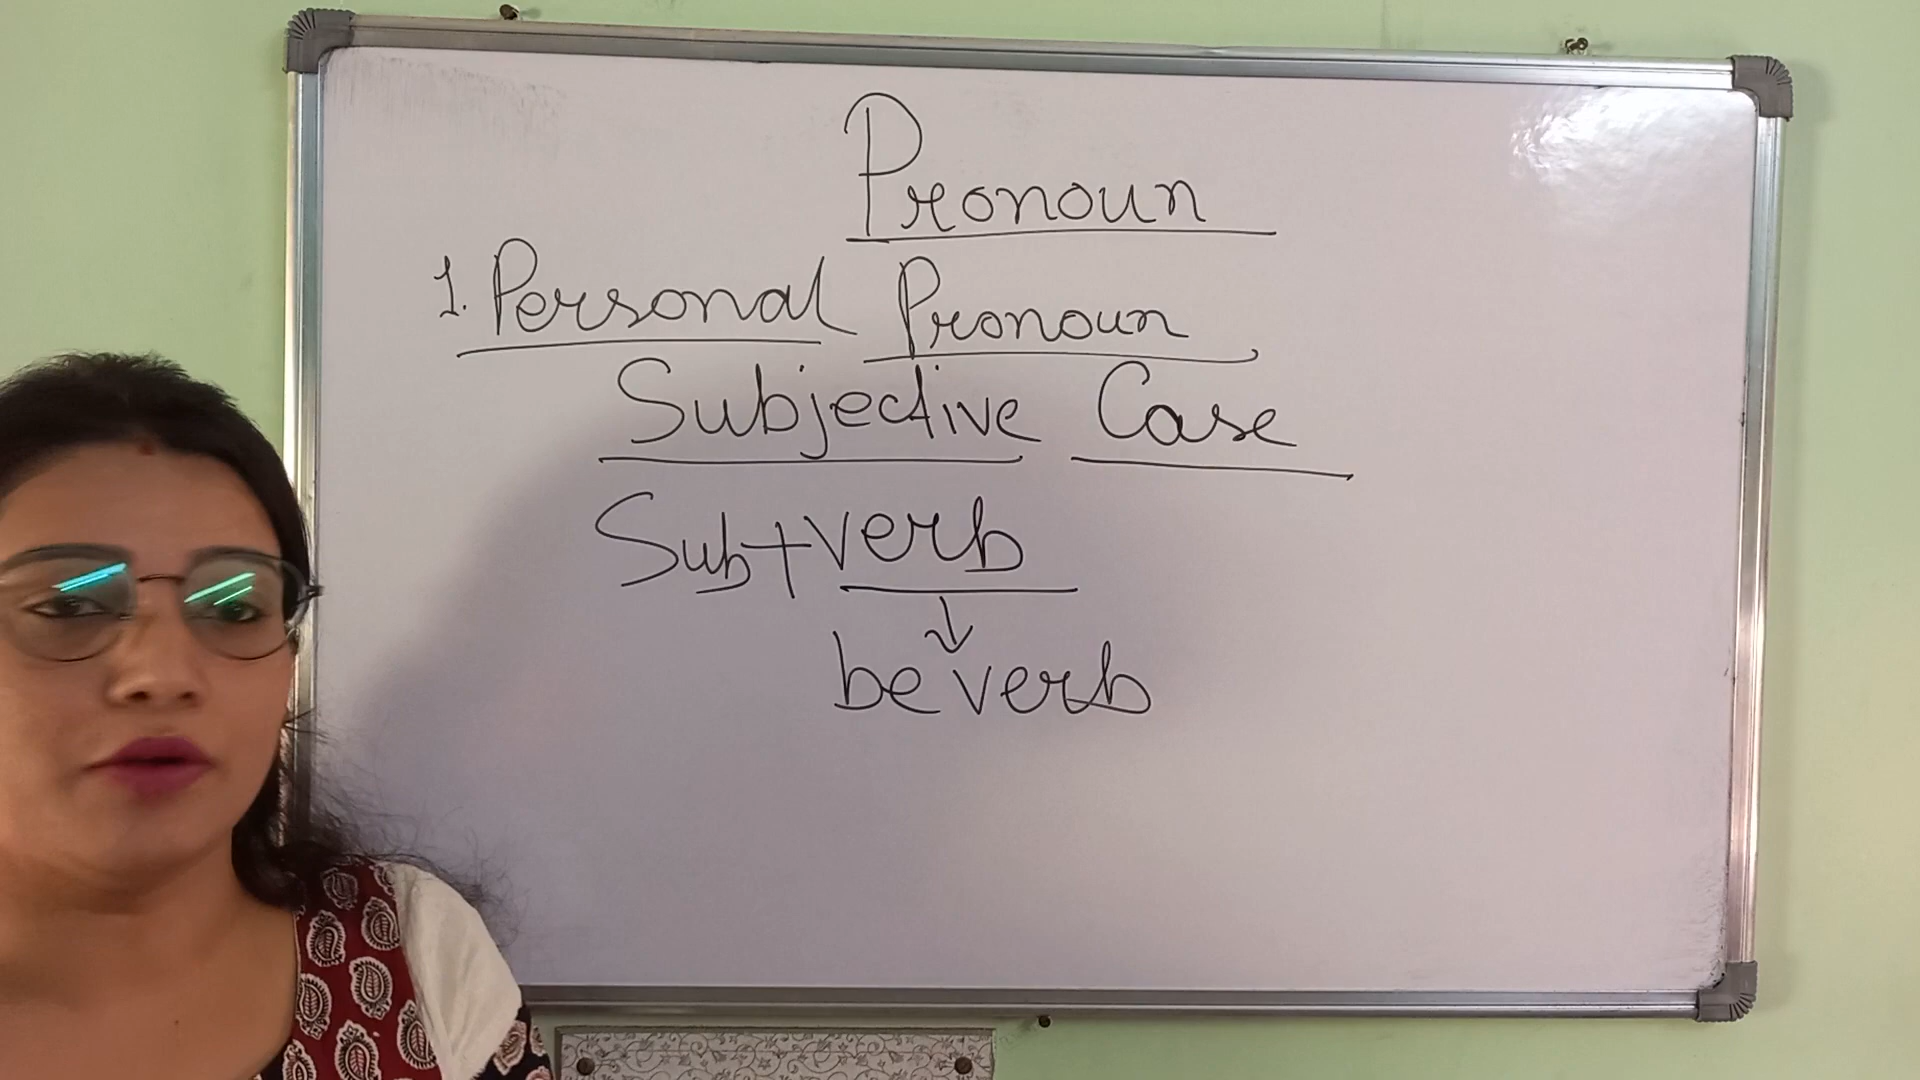 Pronoun
1. Personal Pronoun
Subjective Case
Sub+verb
↓
be verb